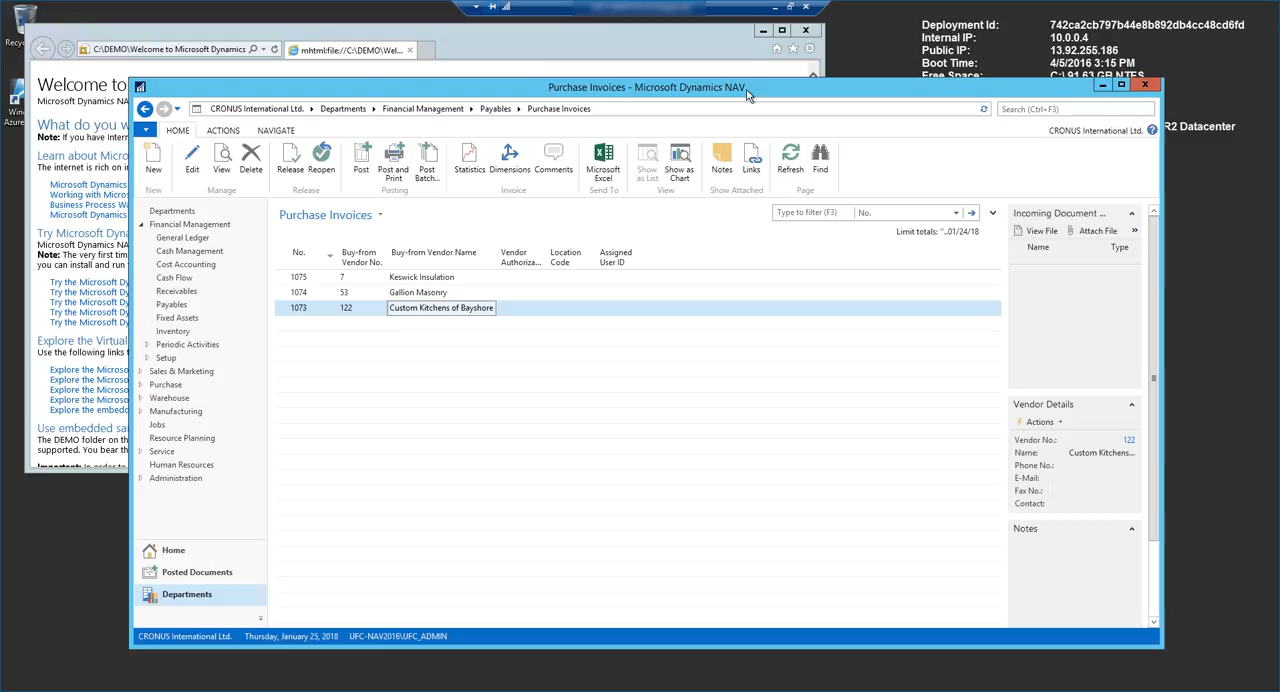 Recy
Wind
Azure
Deployment Id: 742ca2cb797b44e8b892db4cc48cd6fd
Internal IP: 10.0.0.4
Public IP: 13.92.255.186
Boot Time: 4/5/2016 3:15 PM
Free Space: C:\ 91.63 GB NTFS
R2 Datacenter
C:\DEMO\Welcome to Microsoft Dynamics
mhtml:file://C:\DEMO\Wel...
Welcome to
Microsoft Dynamics NAV
What do you w
Note: If you have Intern
Learn about Micro
The internet is rich on i
Microsoft Dynamics
Working with Micros
Business Process Wa
Microsoft Dynamics
Try Microsoft Dy
Microsoft Dynamics NAV
Note: The very first tim
you can install and run
Try the Microsoft Dy
Try the Microsoft Dy
Try the Microsoft Dy
Try the Microsoft Dy
Try the Microsoft Dy
Explore the Virtual
Use the following links t
Explore the Microso
Explore the Microso
Explore the Microso
Explore the Microso
Explore the embedd
Use embedded sa
The DEMO folder on th
supported. You bear th
Purchase Invoices - Microsoft Dynamics NAV
CRONUS International Ltd. Departments Financial Management Payables Purchase Invoices
Search (Ctrl+F3)
HOME ACTIONS NAVIGATE
CRONUS International Ltd.
New
Edit View Delete
Release Reopen
Post Post and Print Post Batch...
Statistics Dimensions Comments
Microsoft Excel
Show as List Show as Chart
Notes Links
Refresh Find
New Manage Release Posting Invoice Send To View Show Attached Page
Departments
Financial Management
General Ledger
Cash Management
Cost Accounting
Cash Flow
Receivables
Payables
Fixed Assets
Inventory
Periodic Activities
Setup
Sales & Marketing
Purchase
Warehouse
Manufacturing
Jobs
Resource Planning
Service
Human Resources
Administration
Home
Posted Documents
Departments
Purchase Invoices
Type to filter (F3) No.
Limit totals: ''..01/24/18
No. Buy-from Vendor No. Buy-from Vendor Name Vendor Authoriza... Location Code Assigned User ID
1075 7 Keswick Insulation
1074 53 Gallion Masonry
1073 122 Custom Kitchens of Bayshore
Incoming Document ...
View File Attach File »
Name Type
Vendor Details
Actions
Vendor No.: 122
Name: Custom Kitchens...
Phone No.:
E-Mail:
Fax No.:
Contact:
Notes
CRONUS International Ltd. Thursday, January 25, 2018 UFC-NAV2016\UFC_ADMIN